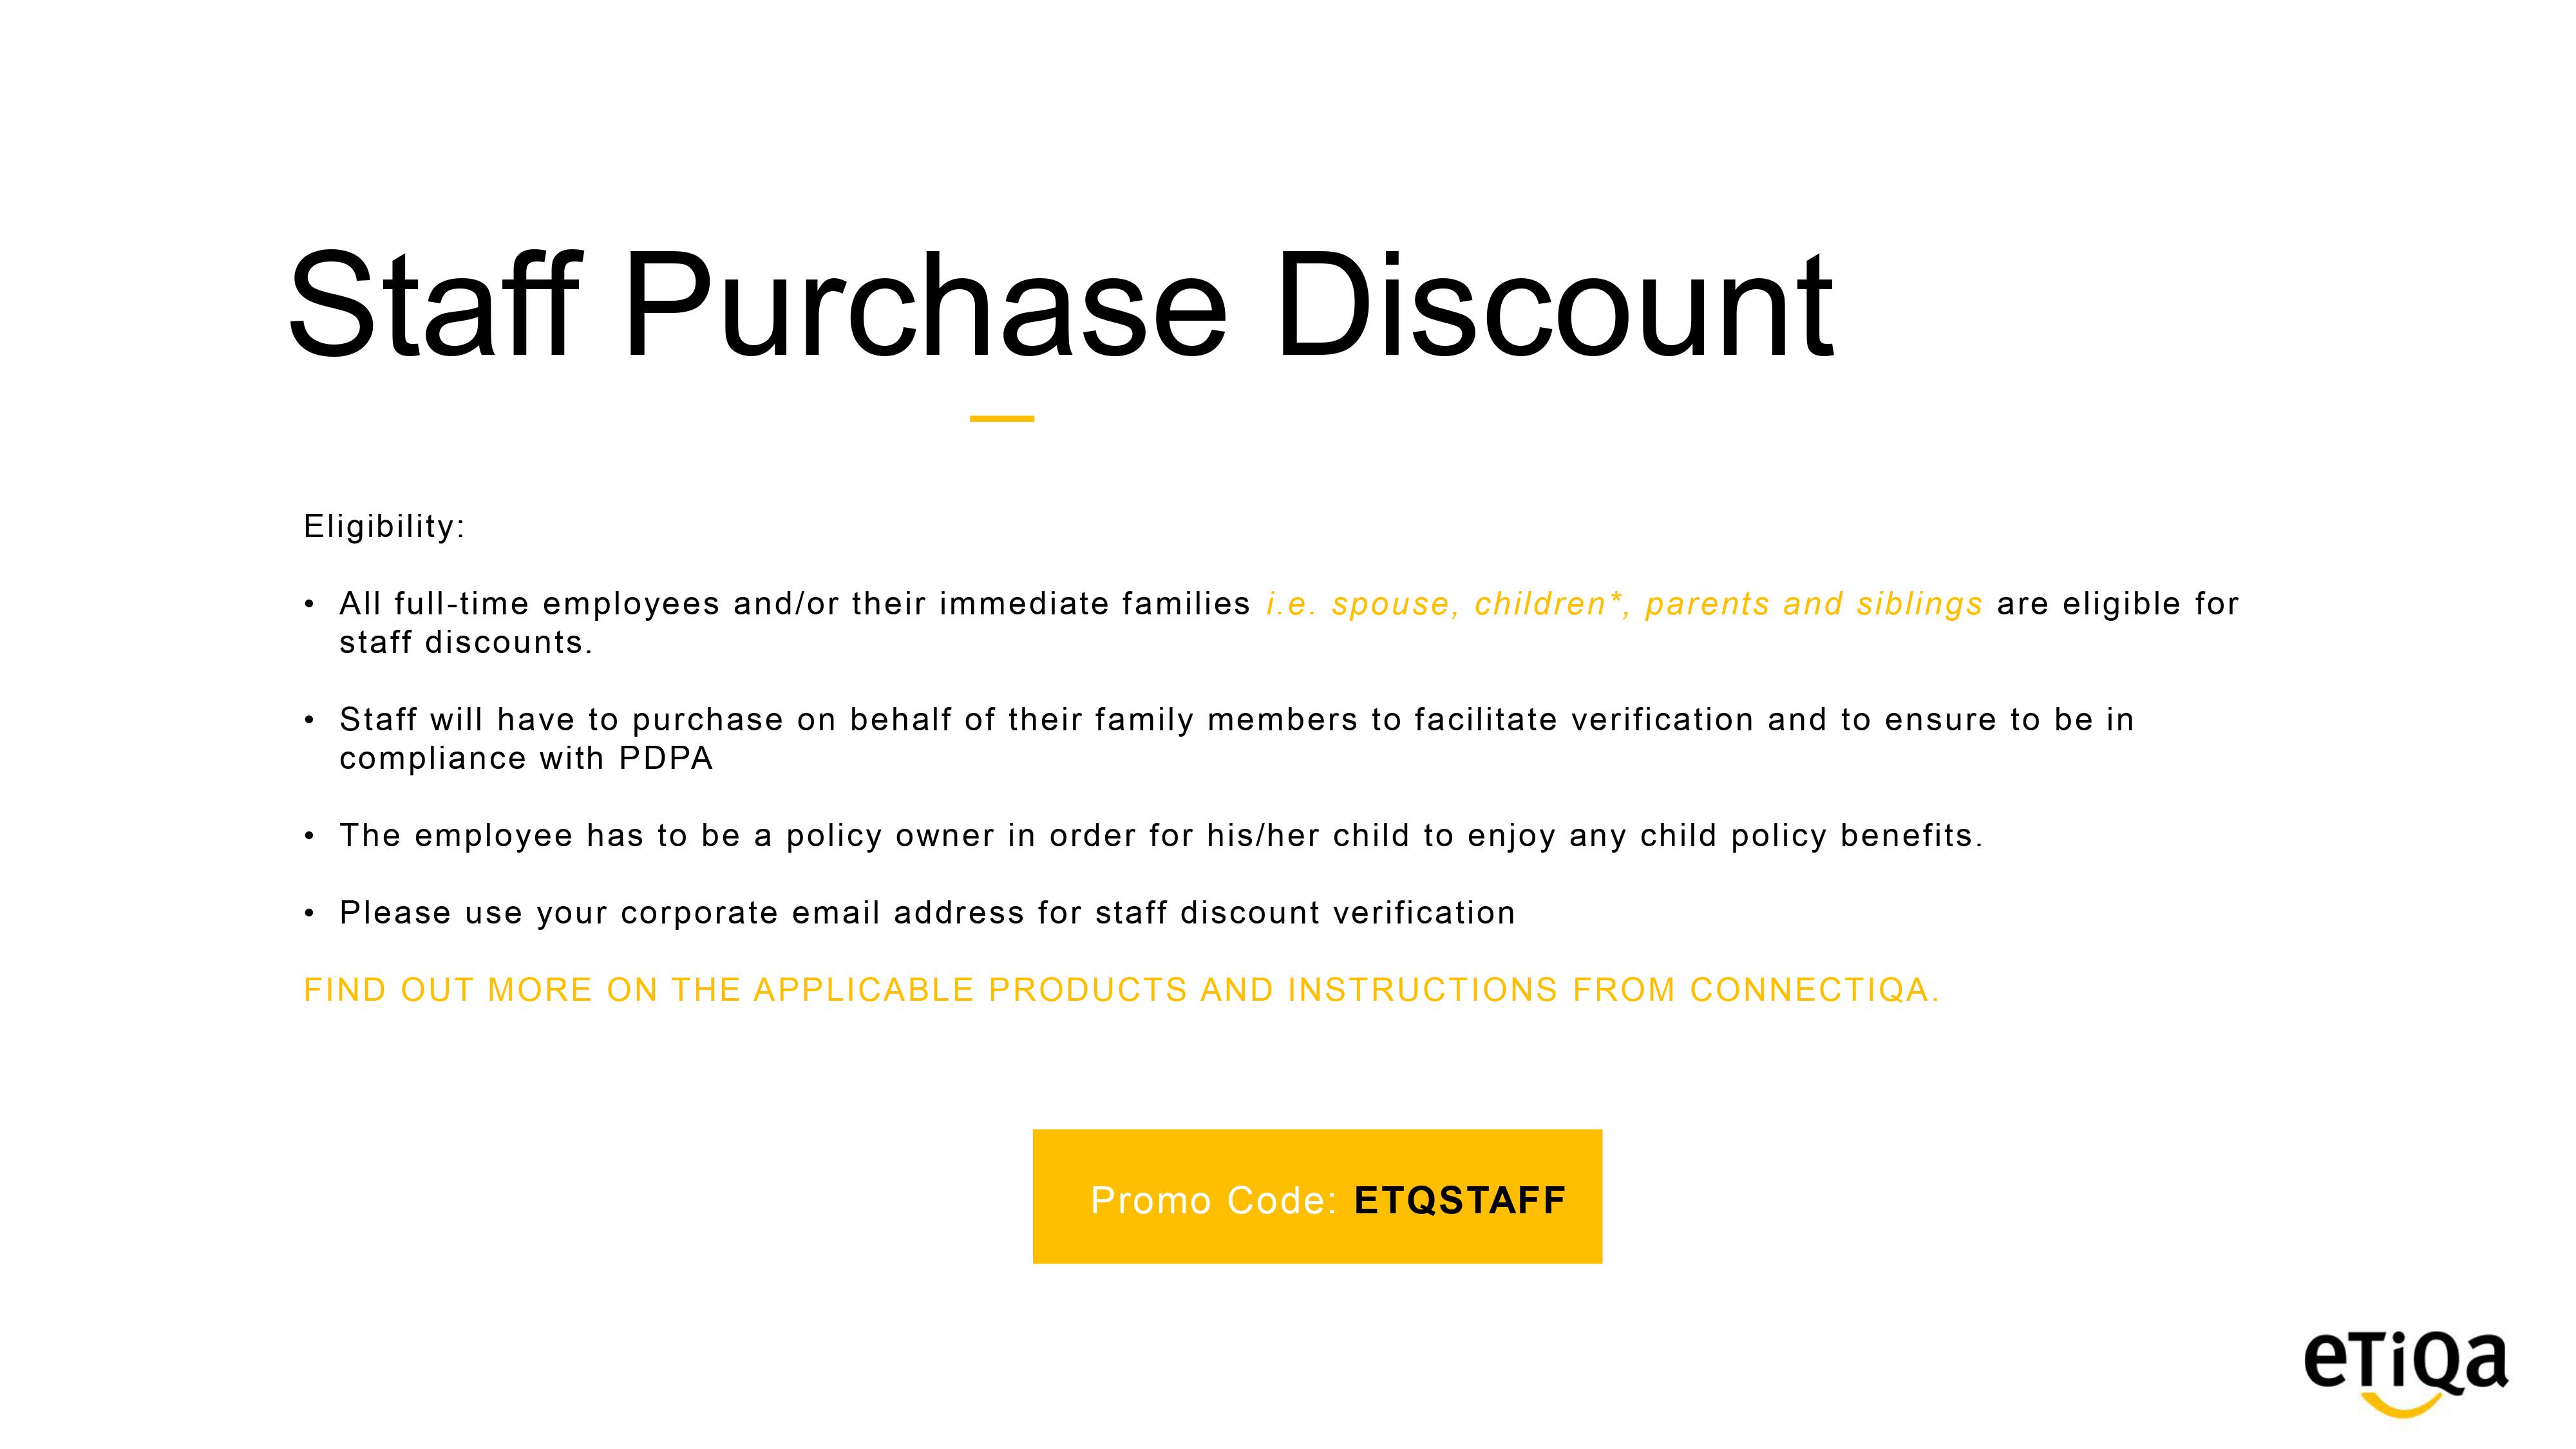 Staff Purchase Discount
Eligibility:
• All full-time employees and/or their immediate families i.e. spouse, children*, parents and siblings are eligible for
staff discounts.
• Staff will have to purchase on behalf of their family members to facilitate verification and to ensure to be in
compliance with PDPA
• The employee has to be a policy owner in order for his/her child to enjoy any child policy benefits.
• Please use your corporate email address for staff discount verification
FIND OUT MORE ON THE APPLICABLE PRODUCTS AND INSTRUCTIONS FROM CONNECTIQA.
Promo Code: ETQSTAFF
eTiQa